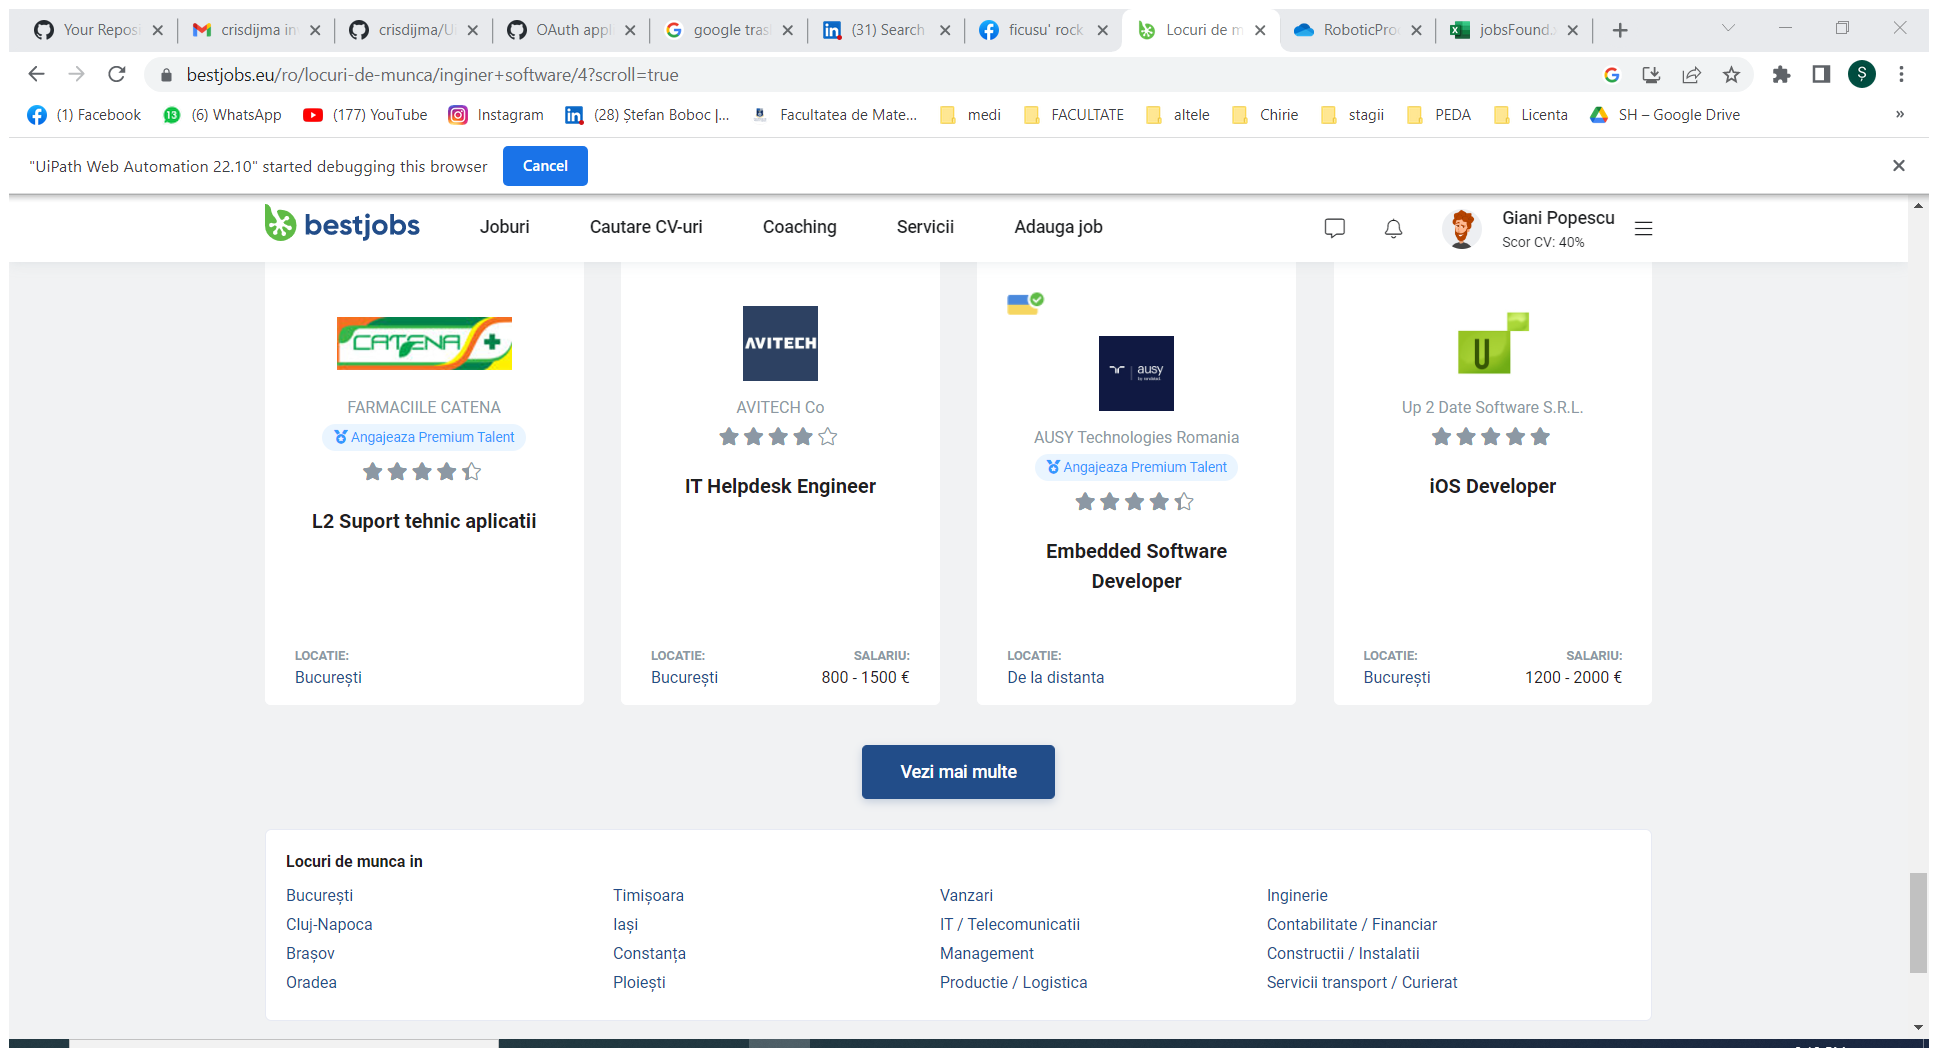 Your Repos
crisdijma in
crisdijma/U
OAuth appl
google tras
(31) Search
ficusu' rock
Locuri de m
RoboticPro
jobsFound.
bestjobs.eu/ro/locuri-de-munca/inginer+software/4?scroll=true
Ș
(1) Facebook
13
(6) WhatsApp
(177) YouTube
Instagram
(28) Ștefan Boboc |...
Facultatea de Mate...
medi
FACULTATE
altele
Chirie
stagii
PEDA
Licenta
SH – Google Drive
»
"UiPath Web Automation 22.10" started debugging this browser
Cancel
bestjobs
Joburi
Cautare CV-uri
Coaching
Servicii
Adauga job
Giani Popescu
Scor CV: 40%
CATENA
FARMACIILE CATENA
Angajeaza Premium Talent
L2 Suport tehnic aplicatii
LOCATIE:
București
AVITECH
AVITECH Co
IT Helpdesk Engineer
LOCATIE:
SALARIU:
București
800 - 1500 €
ausy
AUSY Technologies Romania
Angajeaza Premium Talent
Embedded Software
Developer
LOCATIE:
De la distanta
U
Up 2 Date Software S.R.L.
iOS Developer
LOCATIE:
SALARIU:
București
1200 - 2000 €
Vezi mai multe
Locuri de munca in
București
Cluj-Napoca
Brașov
Oradea
Timișoara
Iași
Constanța
Ploiești
Vanzari
IT / Telecomunicatii
Management
Productie / Logistica
Inginerie
Contabilitate / Financiar
Constructii / Instalatii
Servicii transport / Curierat